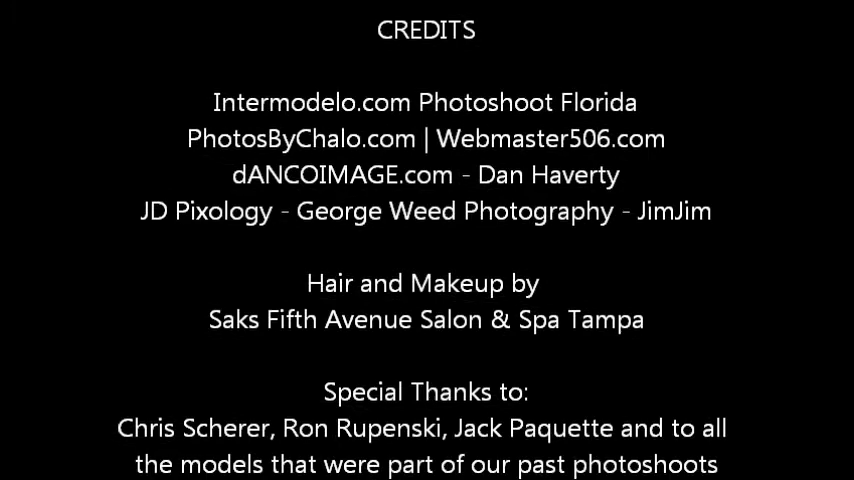 CREDITS
Intermodelo.com Photoshoot Florida
PhotosByChalo.com | Webmaster506.com
dANCOIMAGE.com - Dan Haverty
JD Pixology - George Weed Photography - JimJim
Hair and Makeup by
Saks Fifth Avenue Salon & Spa Tampa
Special Thanks to:
Chris Scherer, Ron Rupenski, Jack Paquette and to all
the models that were part of our past photoshoots